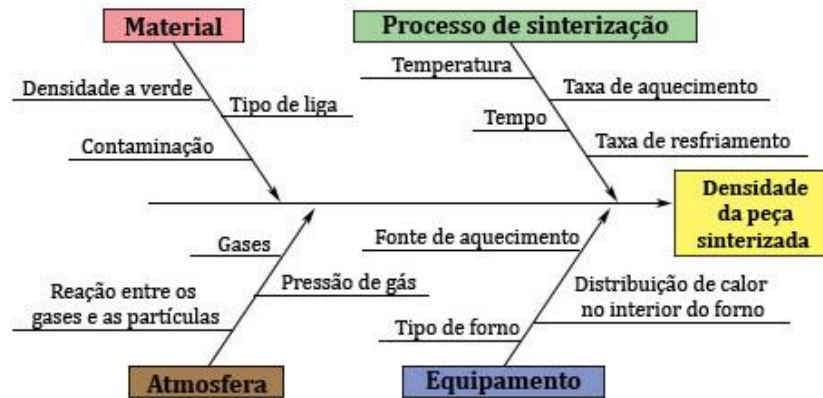 Material
Processo de sinterização
Densidade a verde
Tipo de liga
Contaminação
Temperatura
Taxa de aquecimento
Tempo
Taxa de resfriamento
Densidade
da peça
sinterizada
Gases
Pressão de gás
Reação entre os
gases e as partículas
Fonte de aquecimento
Distribuição de calor
no interior do forno
Tipo de forno
Atmosfera
Equipamento